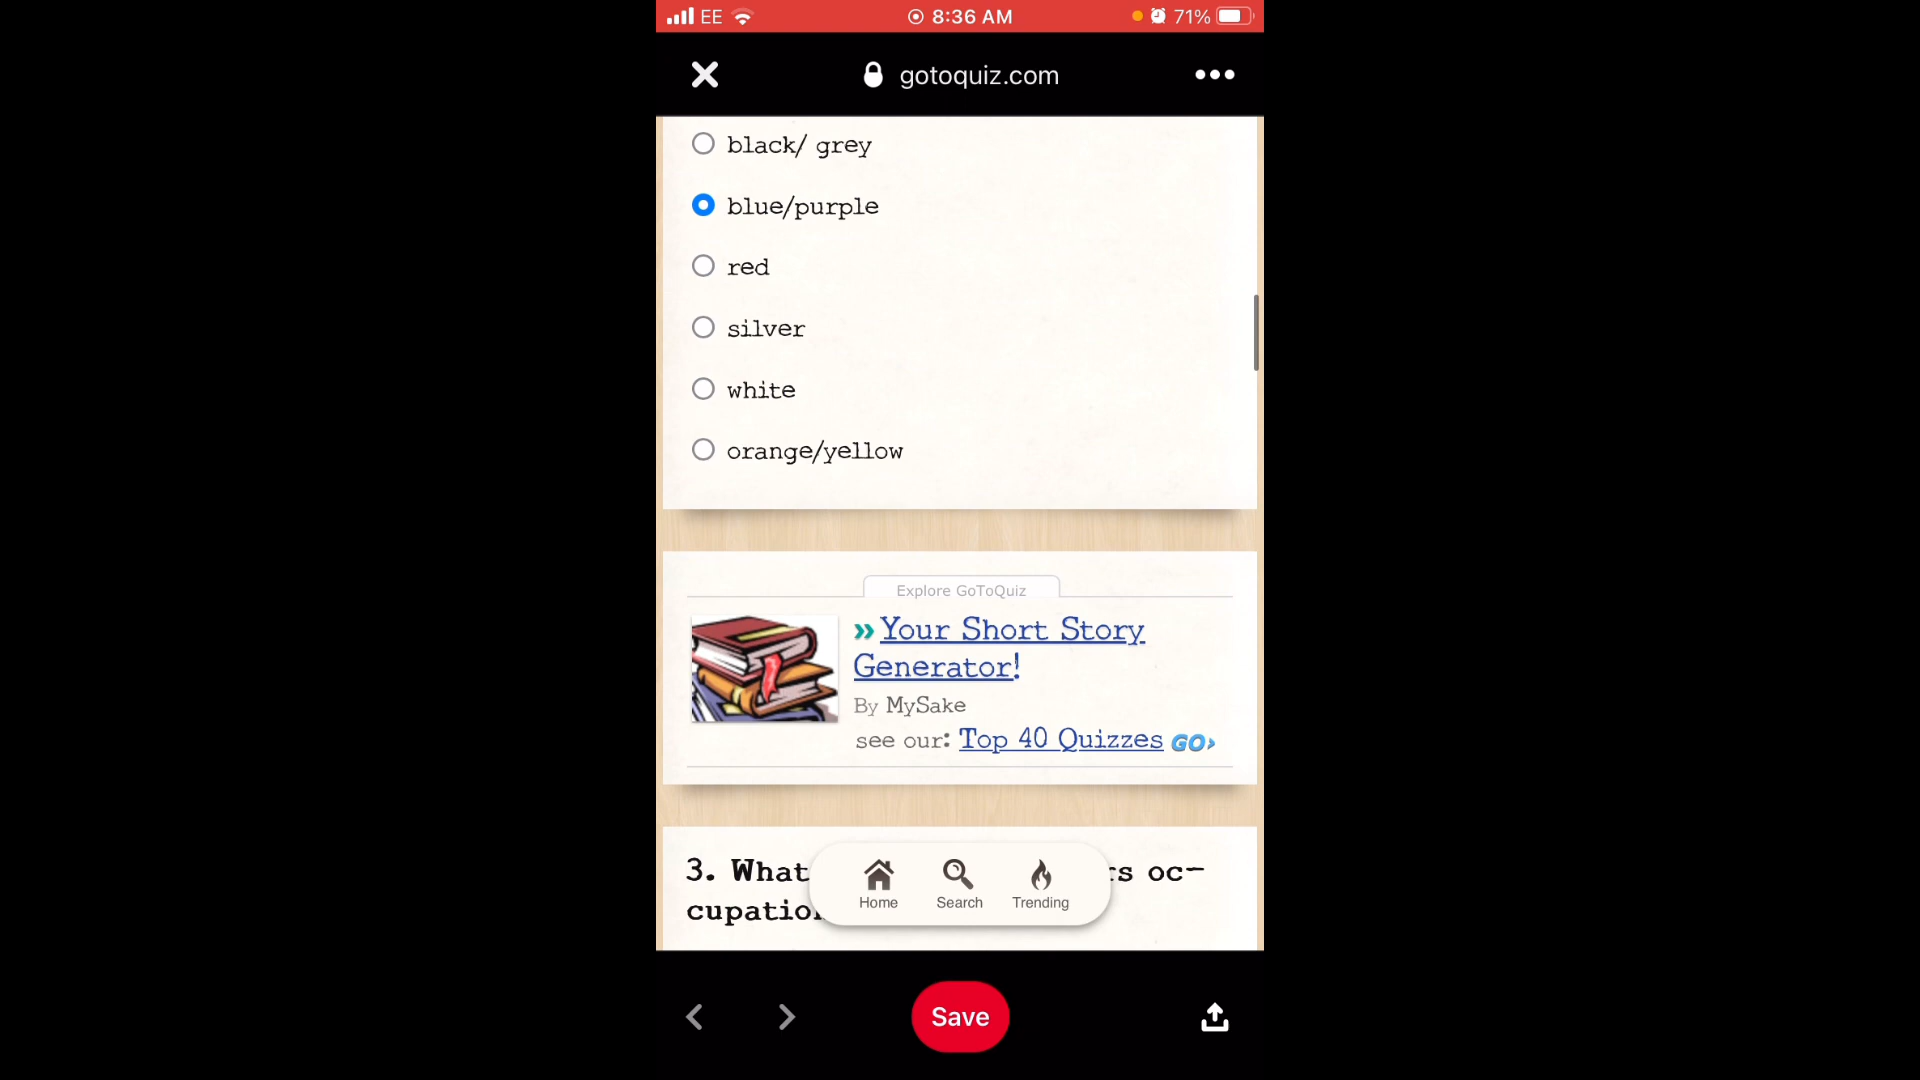 EE 8:36 AM 71%
gotoquiz.com
black/ grey
blue/purple
red
silver
white
orange/yellow
Explore GoToQuiz
» Your Short Story
Generator!
By MySake
see our: Top 40 Quizzes GO›
3. What oc-
Home Search Trending
Save